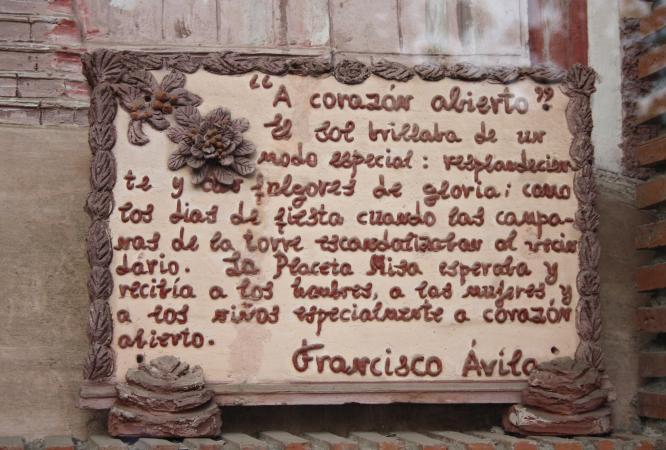 “A corazón abierto”
El sol brillaba de un
modo especial: resplandecien
te y con fulgores de gloria; como
los dias de fiesta cuando las campa-
nas de la torre escandalizaban al vecin
dario. La Placeta Misa esperaba y
recibía a los hombres, a las mujeres y
a los niños especialmente a corazón
abierto.
Francisco Ávila